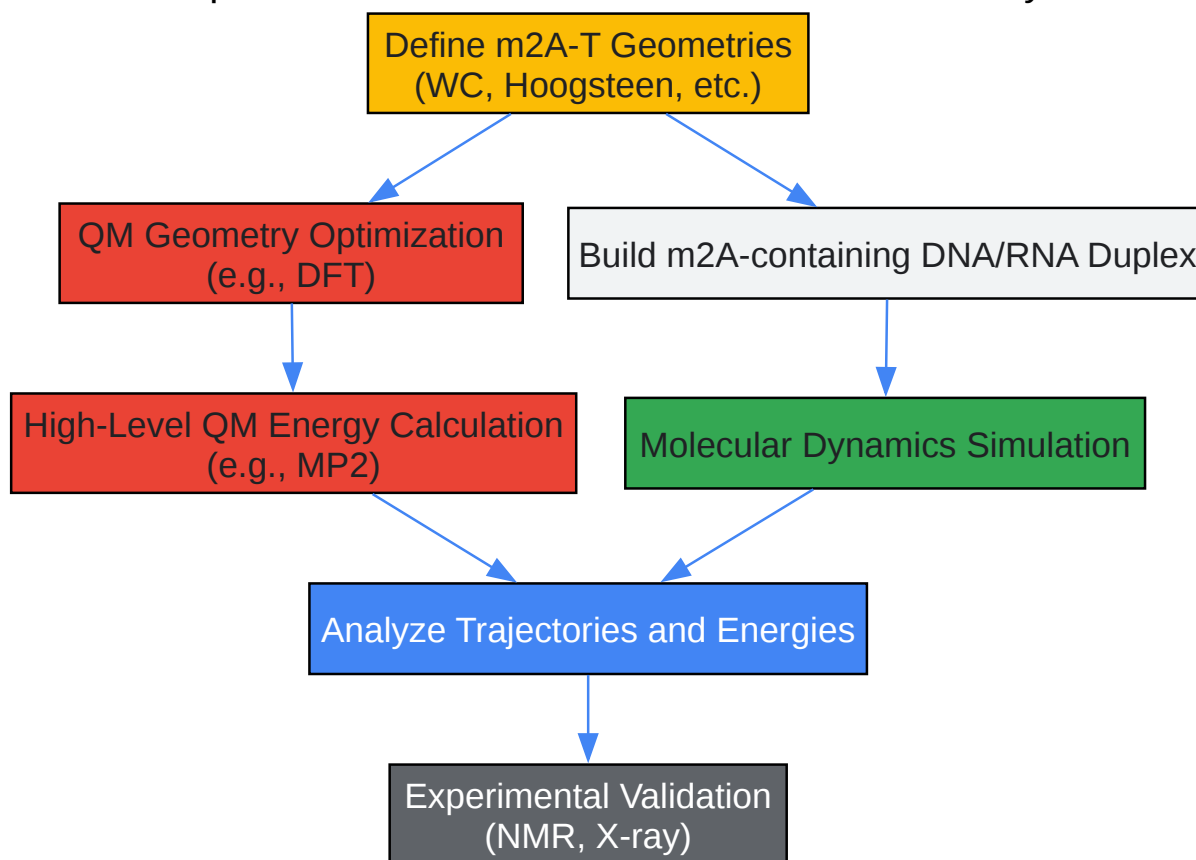 Define m2A-T Geometries
(WC, Hoogsteen, etc.)
QM Geometry Optimization
(e.g., DFT)
Build m2A-containing DNA/RNA Duplex
High-Level QM Energy Calculation
(e.g., MP2)
Molecular Dynamics Simulation
Analyze Trajectories and Energies
Experimental Validation
(NMR, X-ray)